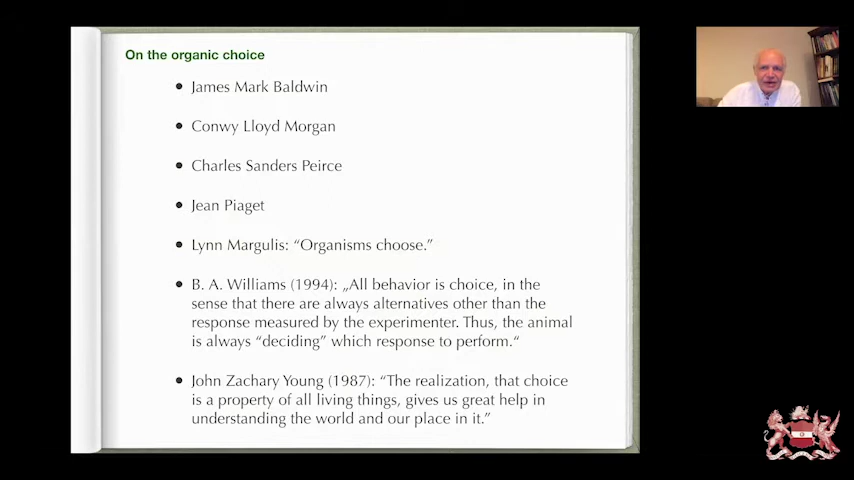 On the organic choice
• James Mark Baldwin
• Conwy Lloyd Morgan
• Charles Sanders Peirce
• Jean Piaget
• Lynn Margulis: “Organisms choose.”
• B. A. Williams (1994): „All behavior is choice, in the
sense that there are always alternatives other than the
response measured by the experimenter. Thus, the animal
is always “deciding” which response to perform.“
• John Zachary Young (1987): “The realization, that choice
is a property of all living things, gives us great help in
understanding the world and our place in it.”